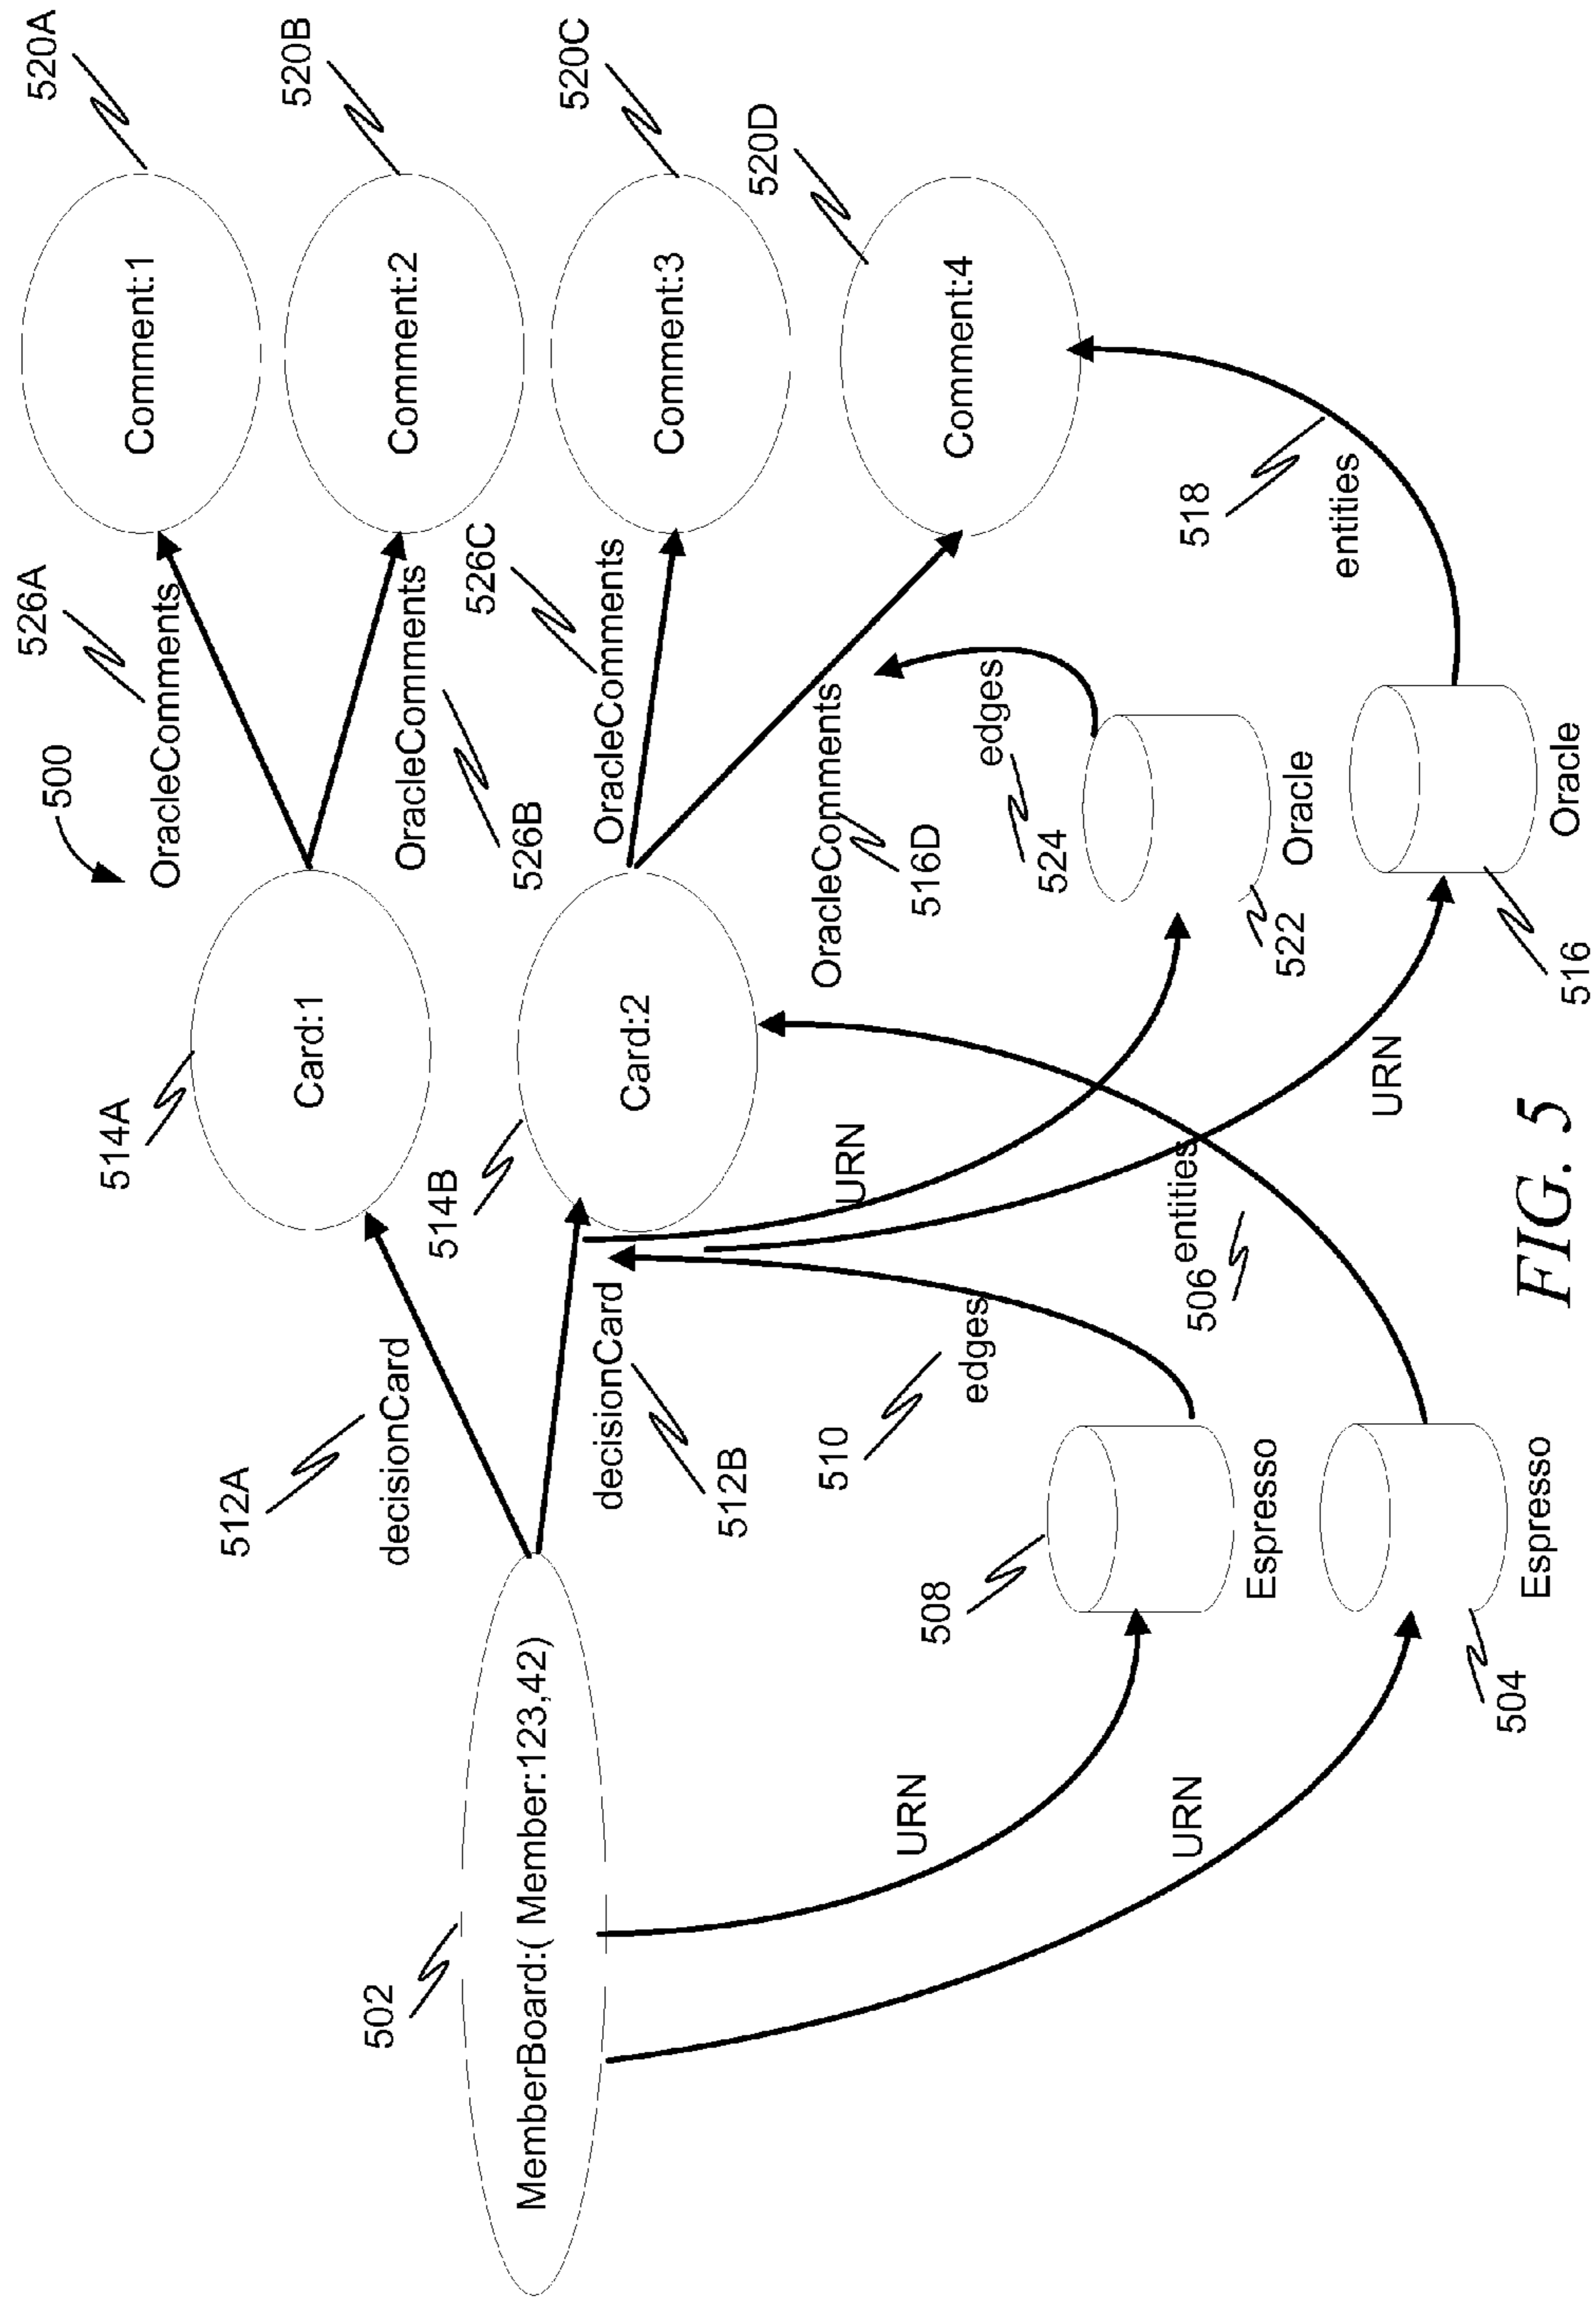 500
520A
Comment:1
526A
OracleComments
514A
Card:1
520B
Comment:2
512A
decisionCard
OracleComments
526B
502
MemberBoard:( Member:123,42)
514B
Card:2
526C
OracleComments
520C
Comment:3
decisionCard
512B
520D
Comment:4
OracleComments
516D
510
edges
URN
508
Espresso
URN
edges
524
522
Oracle
518
entities
506
entities
URN
504
Espresso
URN
516
Oracle
FIG. 5